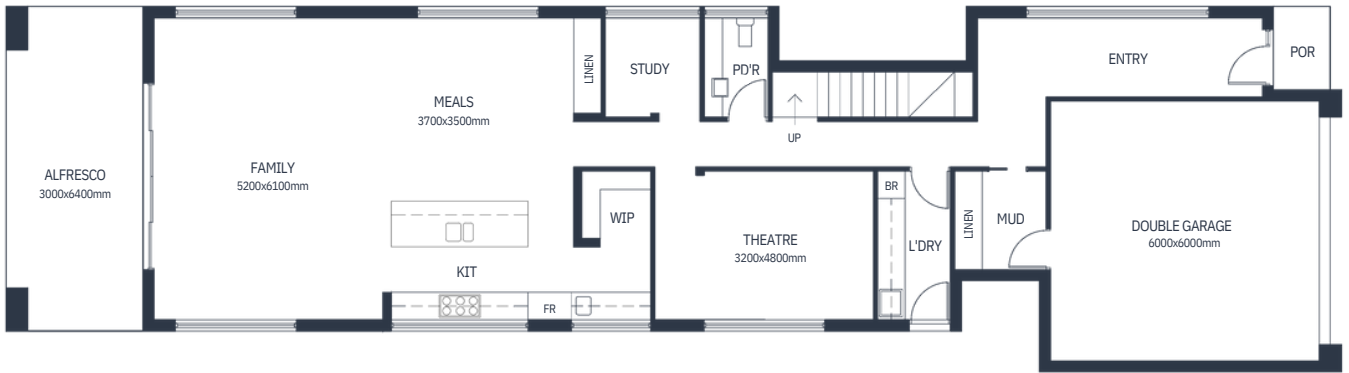 LINEN
STUDY
PD'R
ENTRY
POR
MEALS
3700x3500mm
UP
FAMILY
5200x6100mm
ALFRESCO
3000x6400mm
BR
WIP
LINEN
MUD
DOUBLE GARAGE
6000x6000mm
THEATRE
3200x4800mm
L'DRY
KIT
FR